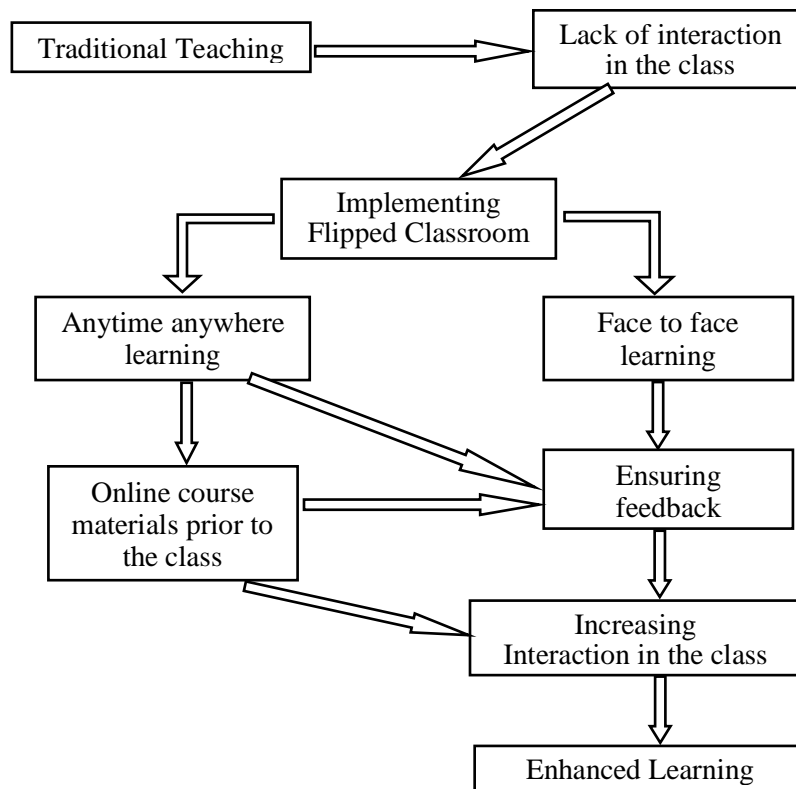 Traditional Teaching
Lack of interaction
in the class
Implementing
Flipped Classroom
Anytime anywhere
learning
Face to face
learning
Online course
materials prior to
the class
Ensuring
feedback
Increasing
Interaction in the class
Enhanced Learning